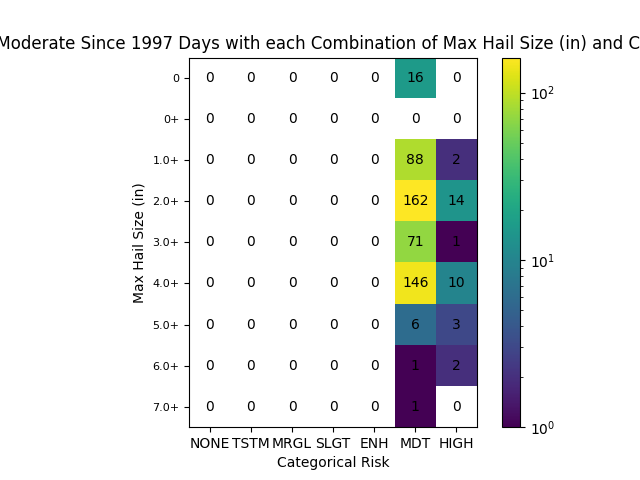 Moderate Since 1997 Days with each Combination of Max Hail Size (in) and C
0 0 0 0 0 0 16 0
0+ 0 0 0 0 0 0 0
1.0+ 0 0 0 0 0 88 2
2.0+ 0 0 0 0 0 162 14
3.0+ 0 0 0 0 0 71 1
4.0+ 0 0 0 0 0 146 10
5.0+ 0 0 0 0 0 6 3
6.0+ 0 0 0 0 0 1 2
7.0+ 0 0 0 0 0 1 0
NONE TSTM MRGL SLGT ENH MDT HIGH
Categorical Risk
Max Hail Size (in)
10²
10¹
10⁰